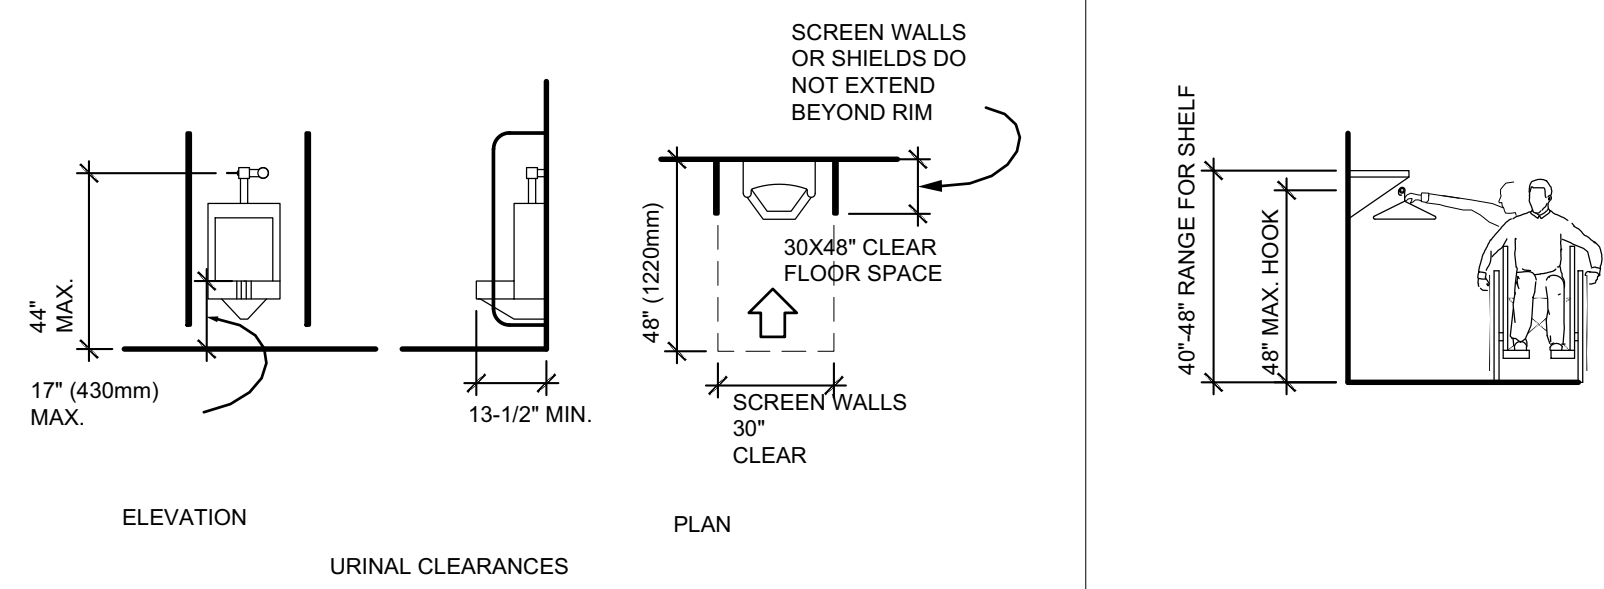 SCREEN WALLS
OR SHIELDS DO
NOT EXTEND
BEYOND RIM
44"
MAX.
17" (430mm)
MAX.
13-1/2" MIN.
48" (1220mm)
30X48" CLEAR
FLOOR SPACE
SCREEN WALLS
30"
CLEAR
ELEVATION
PLAN
URINAL CLEARANCES
40"-48" RANGE FOR SHELF
48" MAX. HOOK